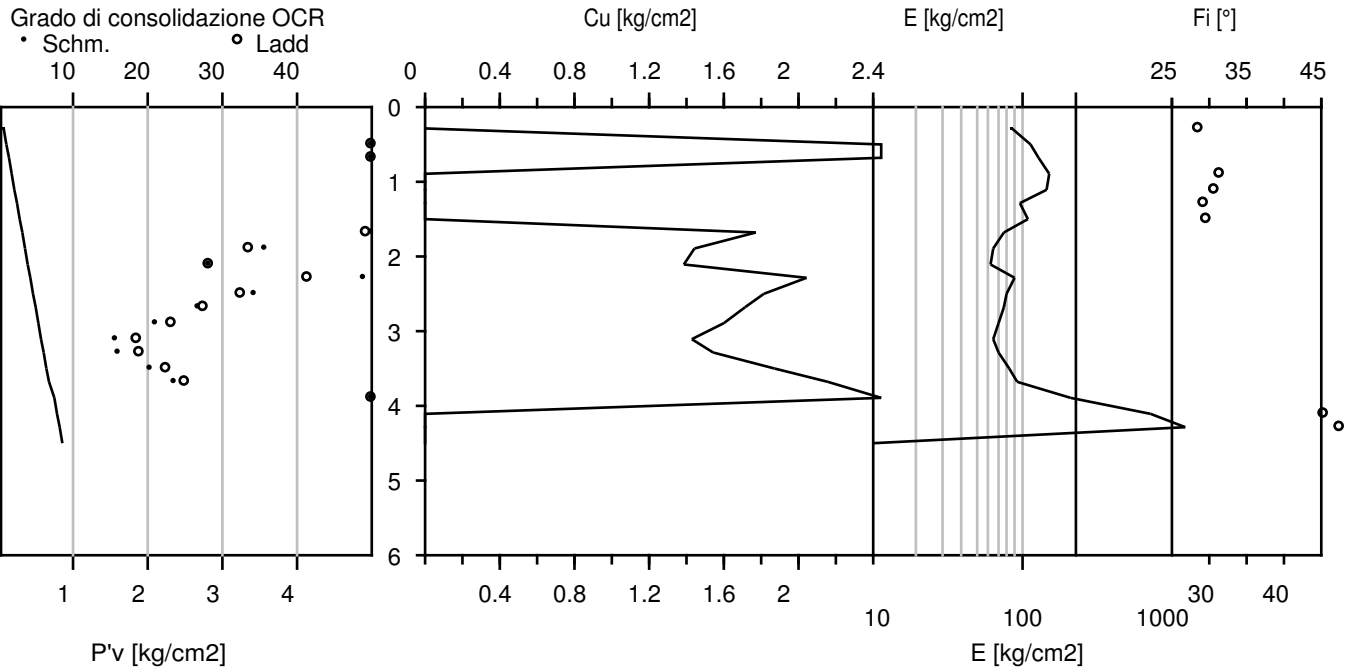 Grado di consolidazione OCR Cu [kg/cm2] E [kg/cm2] Fi [°]
Schm. Ladd
10 20 30 40 0 0.4 0.8 1.2 1.6 2 2.4 25 35 45
0
1
2
3
4
5
6
1 2 3 4 0.4 0.8 1.2 1.6 2 30 40
10 100 1000
P'v [kg/cm2] E [kg/cm2]